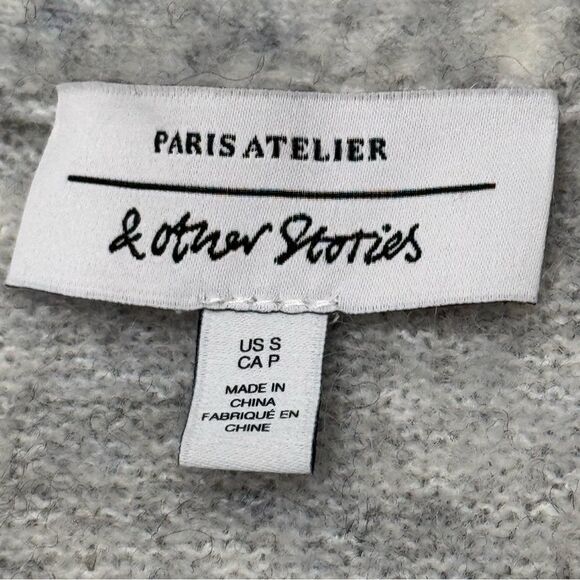 PARIS ATELIER
& other Stories
US S
CA P
MADE IN
CHINA
FABRIQUÉ EN
CHINE